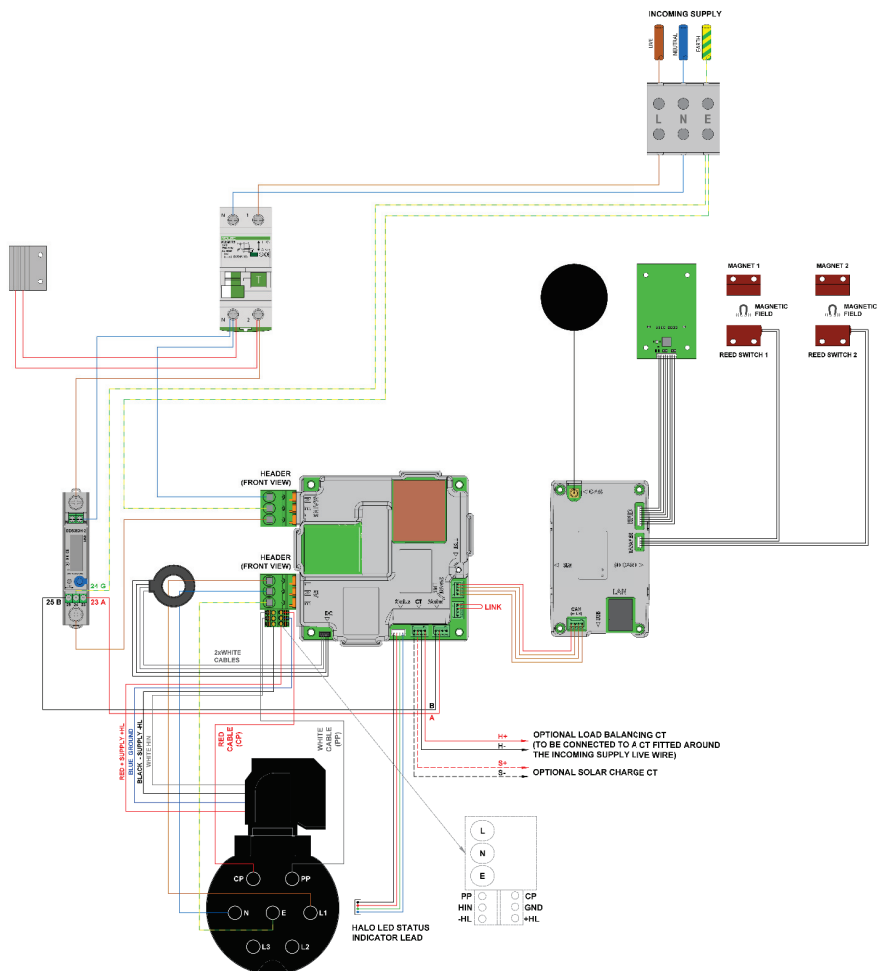 INCOMING SUPPLY
LIVE
NEUTRAL
EARTH
L N E
N 1
T
N 2
MAGNET 1
MAGNET 2
MAGNETIC
FIELD
MAGNETIC
FIELD
REED SWITCH 1
REED SWITCH 2
HEADER
(FRONT VIEW)
HEADER
(FRONT VIEW)
24 G
25 B
23 A
LINK
LAN
CAN
CT
2xWHITE
CABLES
B
A
RED
CABLE
(CP)
WHITE
CABLE
(PP)
RED + SUPPLY +HL
BLUE GROUND
BLACK - SUPPLY -HL
WHITE HIN
H+
H-
OPTIONAL LOAD BALANCING CT
(TO BE CONNECTED TO A CT FITTED AROUND
THE INCOMING SUPPLY LIVE WIRE)
S+
S-
OPTIONAL SOLAR CHARGE CT
L
N
E
PP
CP
HIN
GND
-HL
+HL
CP
PP
N
E
L1
L3
L2
HALO LED STATUS
INDICATOR LEAD